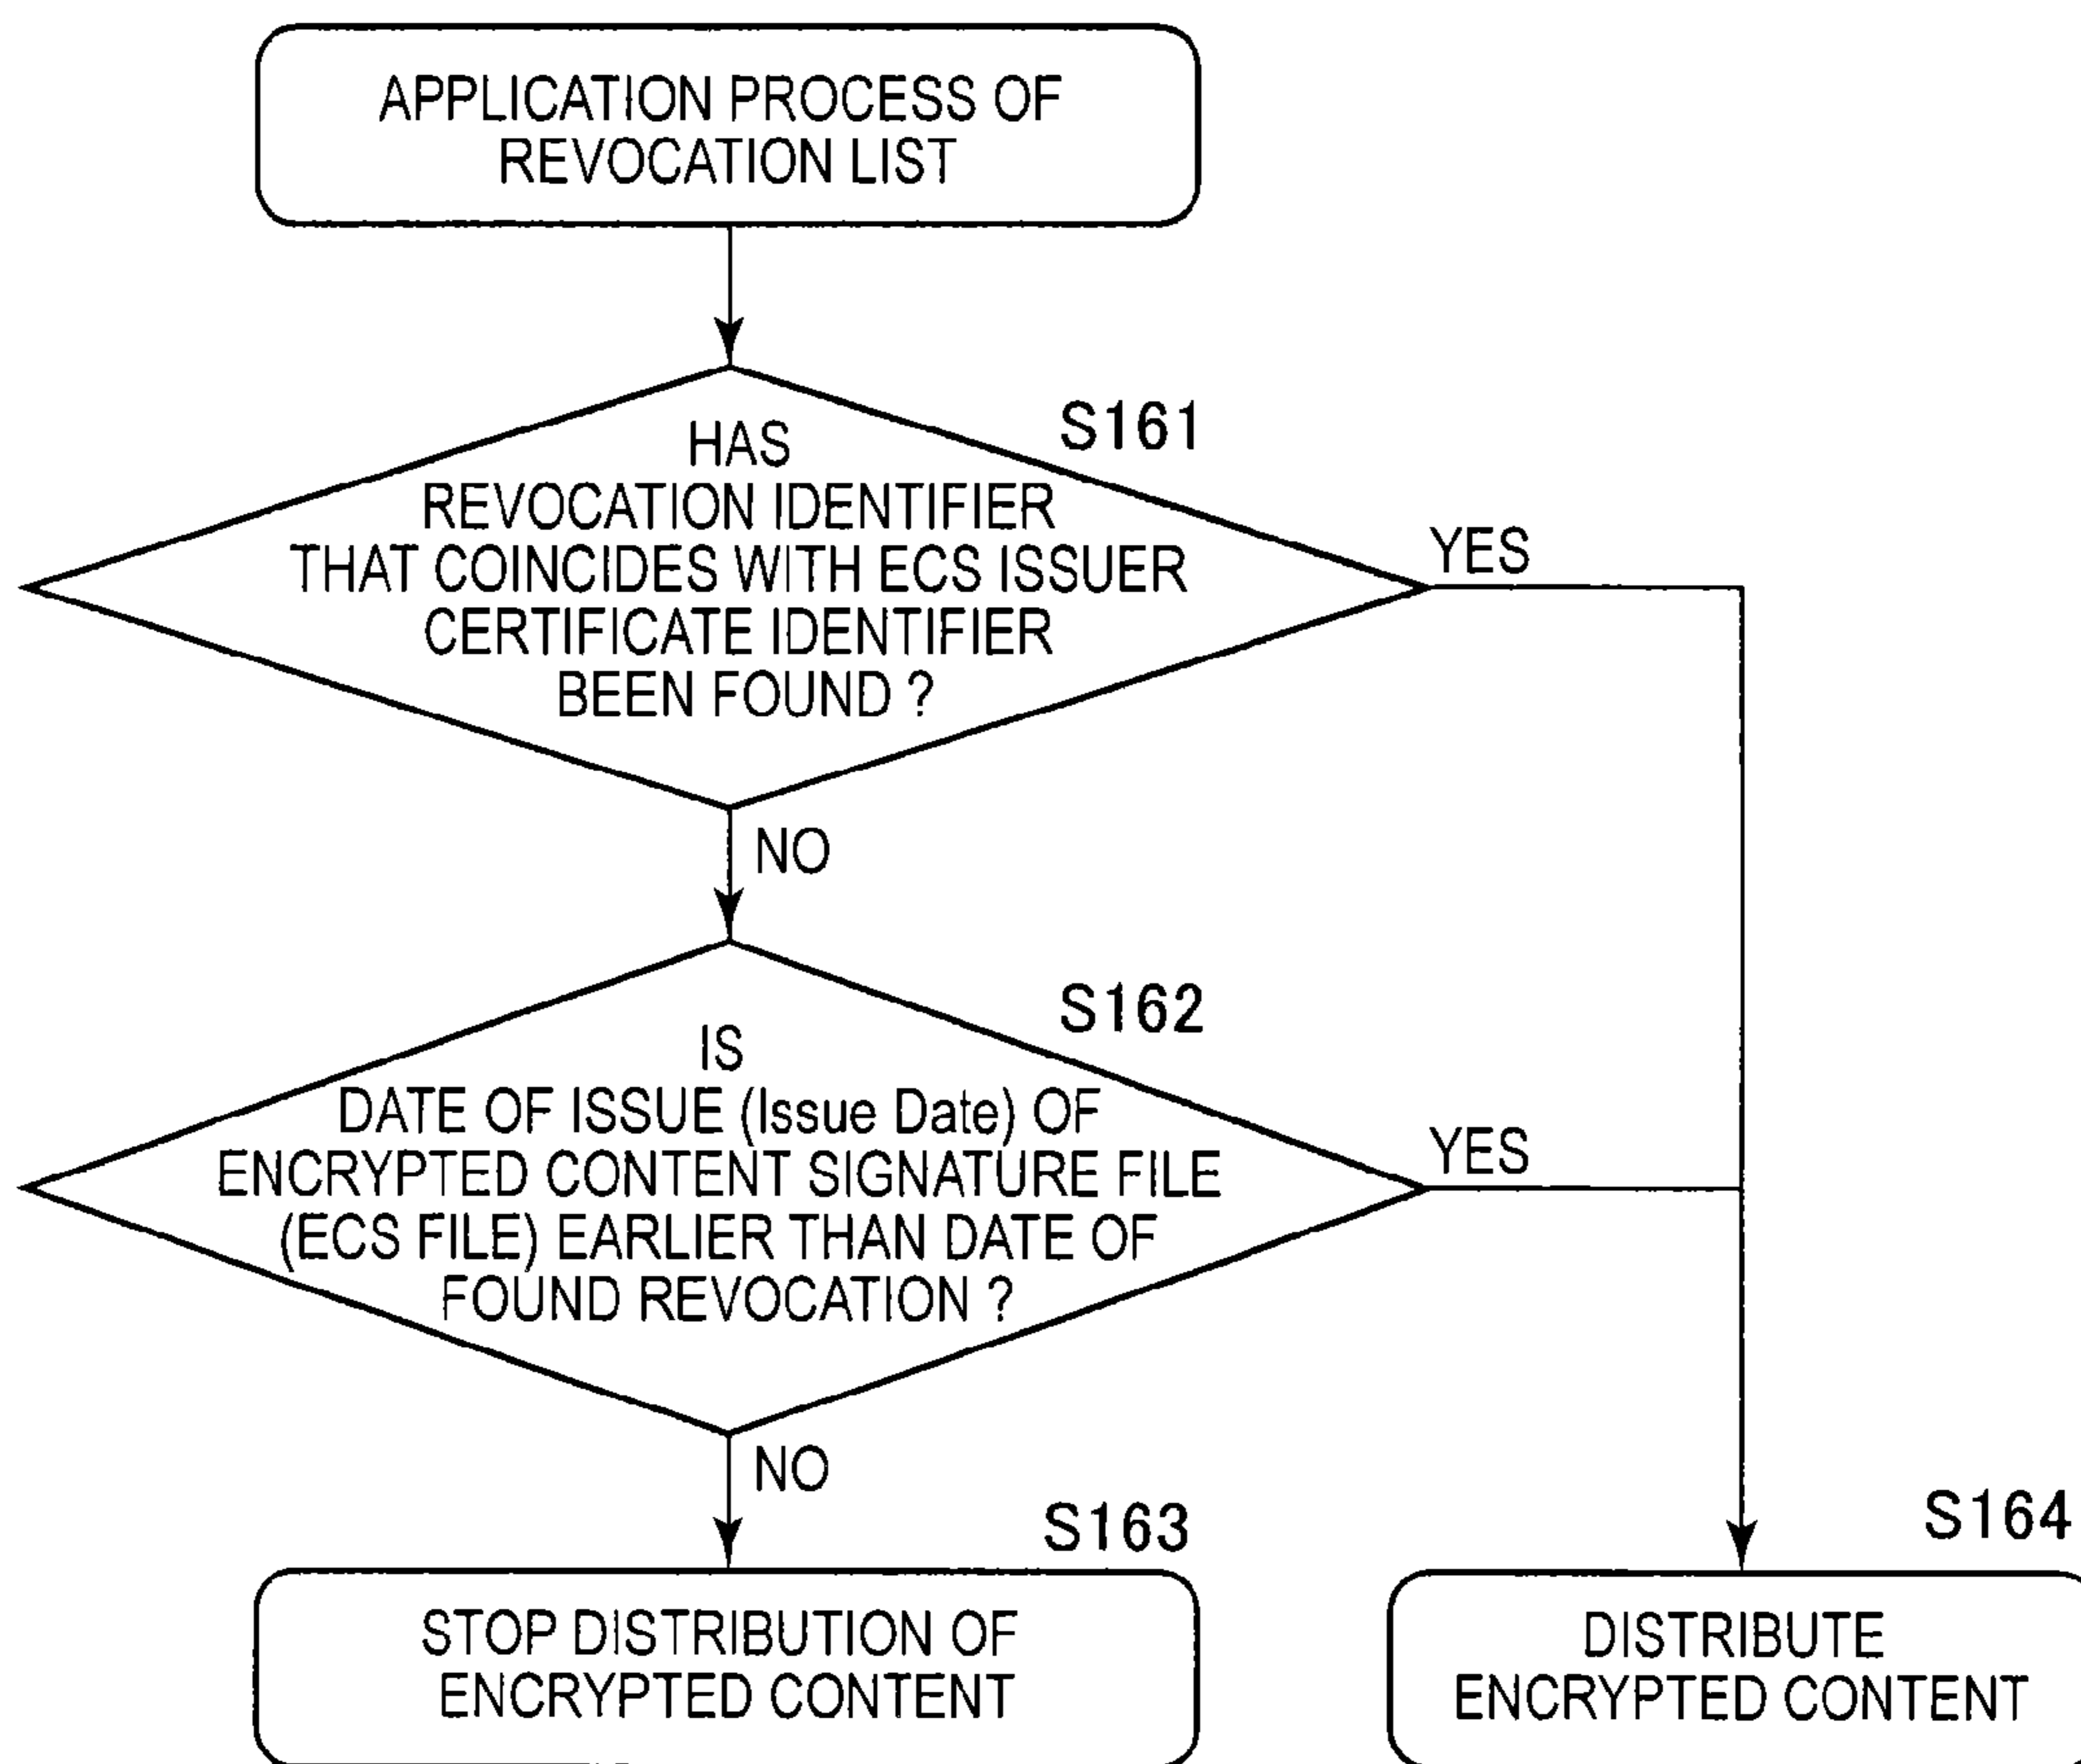 APPLICATION PROCESS OF
REVOCATION LIST
S161
HAS
REVOCATION IDENTIFIER
THAT COINCIDES WITH ECS ISSUER
CERTIFICATE IDENTIFIER
BEEN FOUND ?
YES
NO
S162
IS
DATE OF ISSUE (Issue Date) OF
ENCRYPTED CONTENT SIGNATURE FILE
(ECS FILE) EARLIER THAN DATE OF
FOUND REVOCATION ?
YES
NO
S163
STOP DISTRIBUTION OF
ENCRYPTED CONTENT
S164
DISTRIBUTE
ENCRYPTED CONTENT